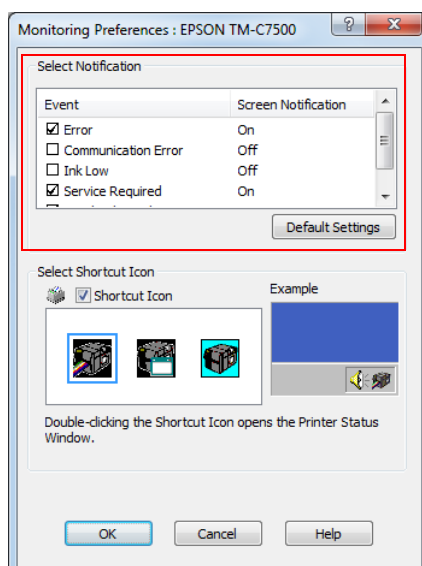 Monitoring Preferences : EPSON TM-C7500
Select Notification
Event Screen Notification
Error On
Communication Error Off
Ink Low Off
Service Required On
Default Settings
Select Shortcut Icon
Shortcut Icon
Example
Double-clicking the Shortcut Icon opens the Printer Status
Window.
OK Cancel Help